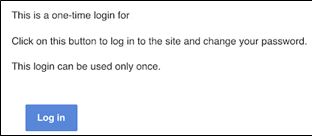 This is a one-time login for
Click on this button to log in to the site and change your password.
This login can be used only once.
Log in